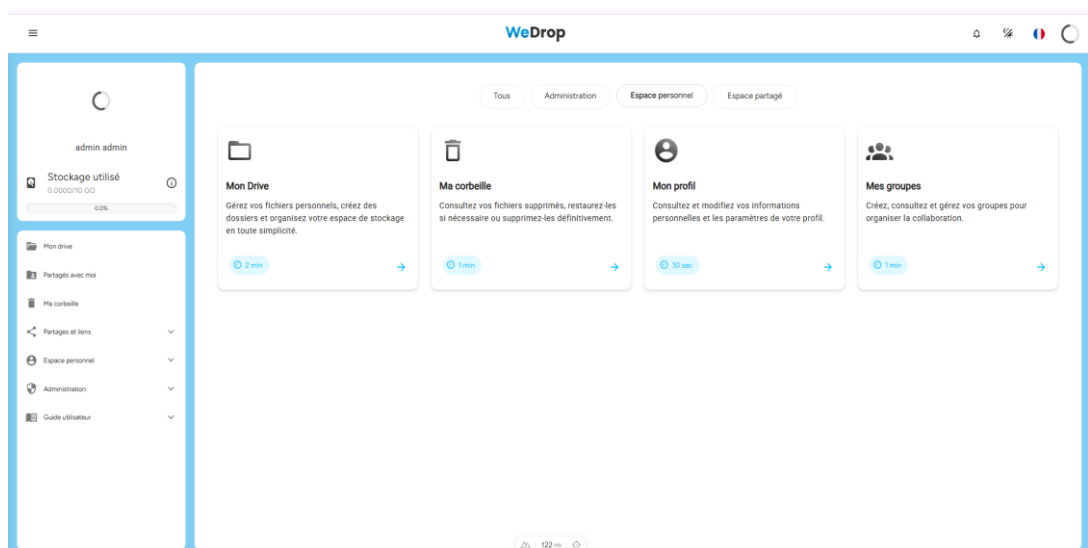 WeDrop
admin admin
Stockage utilisé
0.0000/10 GO
0.0%
Mon drive
Partagés avec moi
Ma corbeille
Partages et liens
Espace personnel
Administration
Guide utilisateur
Tous
Administration
Espace personnel
Espace partagé
Mon Drive
Gérez vos fichiers personnels, créez des
dossiers et organisez votre espace de stockage
en toute simplicité.
2 min
Ma corbeille
Consultez vos fichiers supprimés, restaurez-les
si nécessaire ou supprimez-les définitivement.
1 min
Mon profil
Consultez et modifiez vos informations
personnelles et les paramètres de votre profil.
30 sec
Mes groupes
Créez, consultez et gérez vos groupes pour
organiser la collaboration.
1 min
122 ms